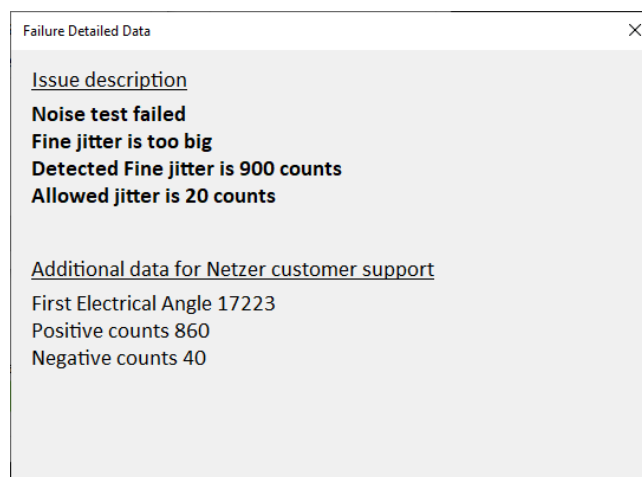 Failure Detailed Data
Issue description
Noise test failed
Fine jitter is too big
Detected Fine jitter is 900 counts
Allowed jitter is 20 counts
Additional data for Netzer customer support
First Electrical Angle 17223
Positive counts 860
Negative counts 40